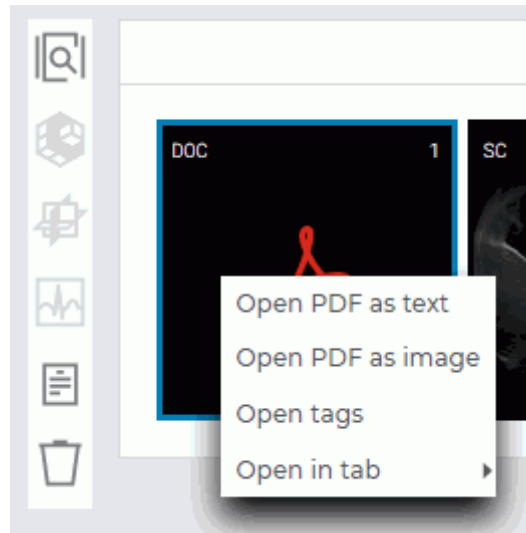 DOC 1 SC
Open PDF as text
Open PDF as image
Open tags
Open in tab